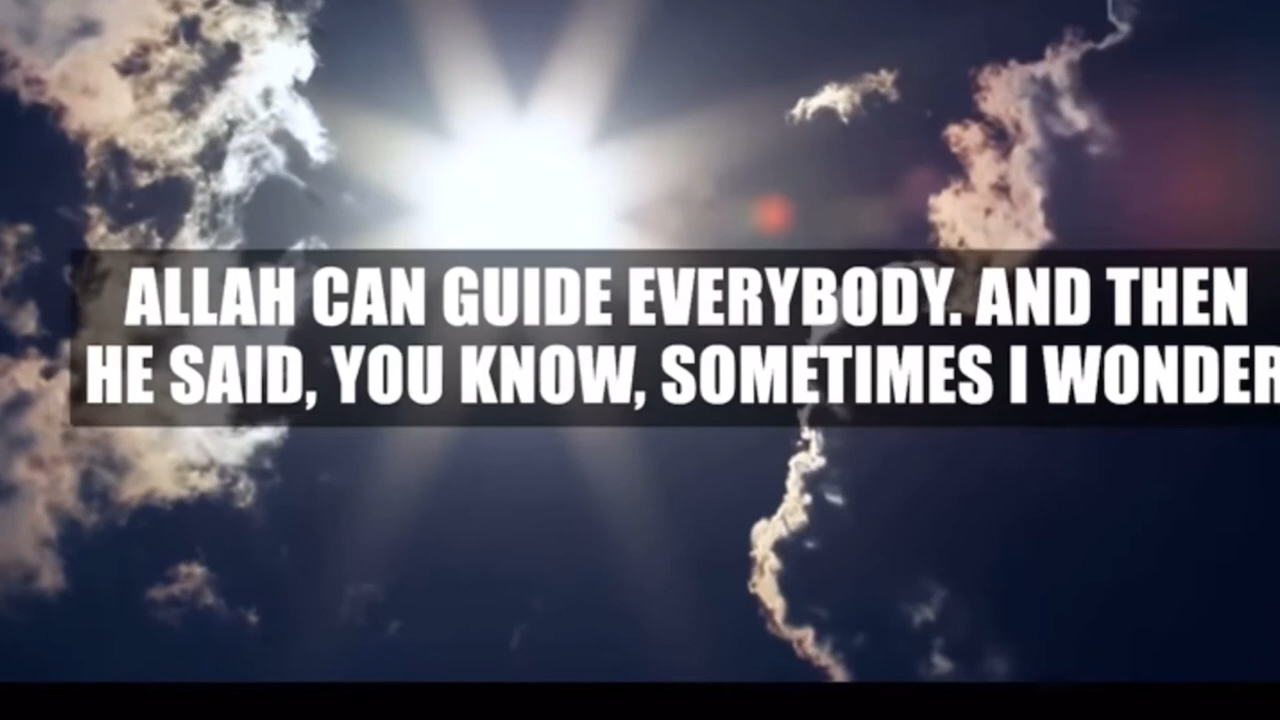 ALLAH CAN GUIDE EVERYBODY. AND THEN
HE SAID, YOU KNOW, SOMETIMES I WONDER